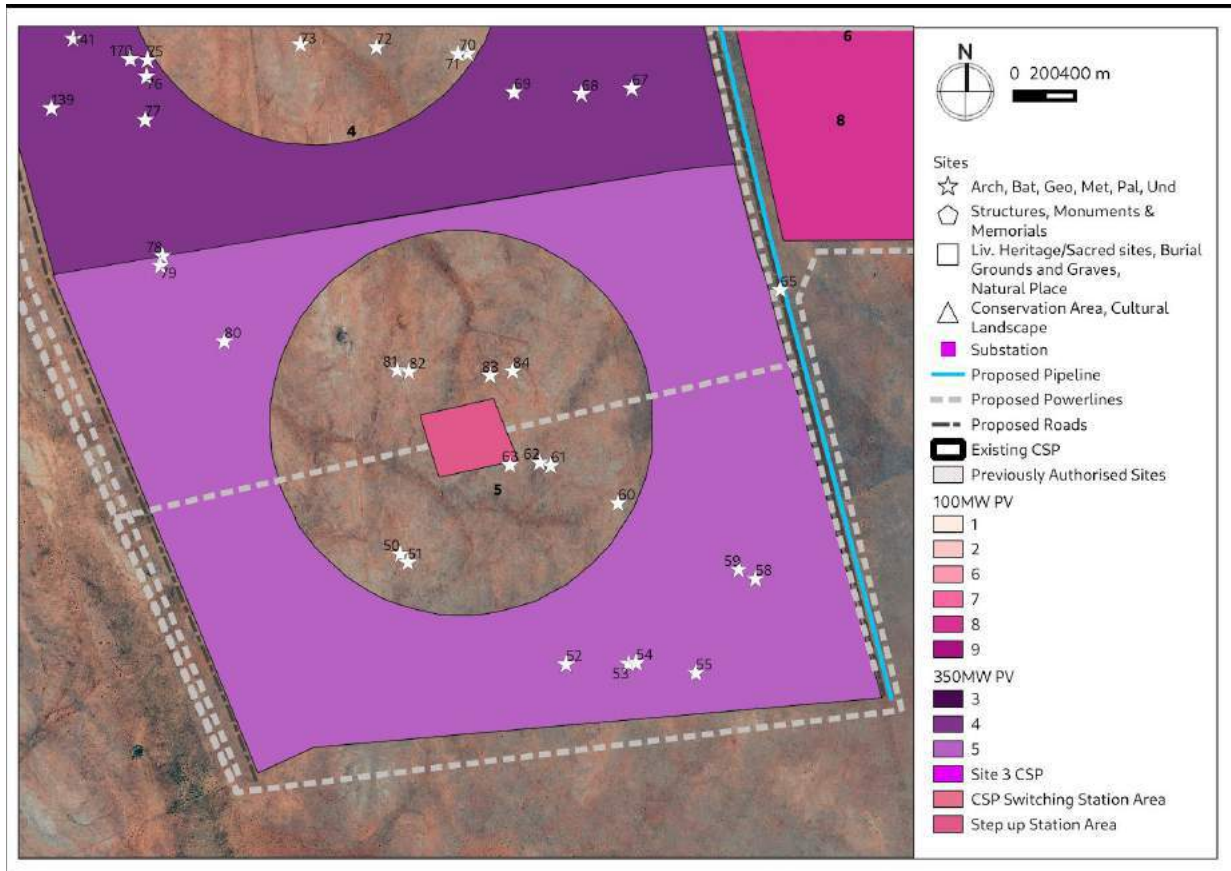 41
170
75
76
139
77
73
72
70
71
69
68
67
4
6
8
78
79
80
65
81
82
83
84
63
62
61
5
60
50
51
59
58
52
53
54
55
N
0 200400 m
Sites
Arch, Bat, Geo, Met, Pal, Und
Structures, Monuments &
Memorials
Liv. Heritage/Sacred sites, Burial
Grounds and Graves,
Natural Place
Conservation Area, Cultural
Landscape
Substation
Proposed Pipeline
Proposed Powerlines
Proposed Roads
Existing CSP
Previously Authorised Sites
100MW PV
1
2
6
7
8
9
350MW PV
3
4
5
Site 3 CSP
CSP Switching Station Area
Step up Station Area